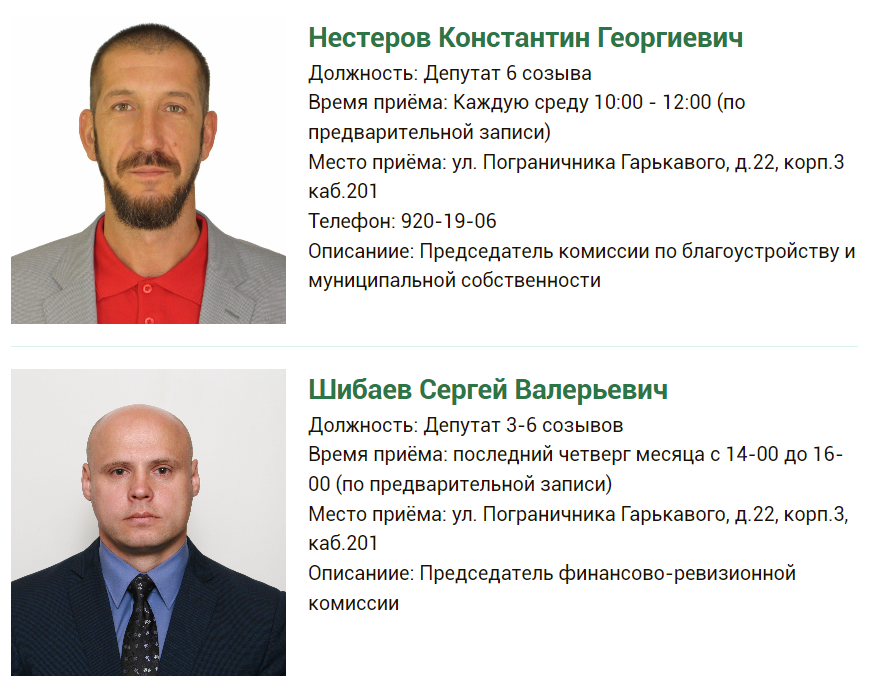 Нестеров Константин Георгиевич
Должность: Депутат 6 созыва
Время приёма: Каждую среду 10:00 - 12:00 (по
предварительной записи)
Место приёма: ул. Пограничника Гарькавого, д.22, корп.3
каб.201
Телефон: 920-19-06
Описаниие: Председатель комиссии по благоустройству и
муниципальной собственности
Шибаев Сергей Валерьевич
Должность: Депутат 3-6 созывов
Время приёма: последний четверг месяца с 14-00 до 16-
00 (по предварительной записи)
Место приёма: ул. Пограничника Гарькавого, д.22, корп.3,
каб.201
Описаниие: Председатель финансово-ревизионной
комиссии